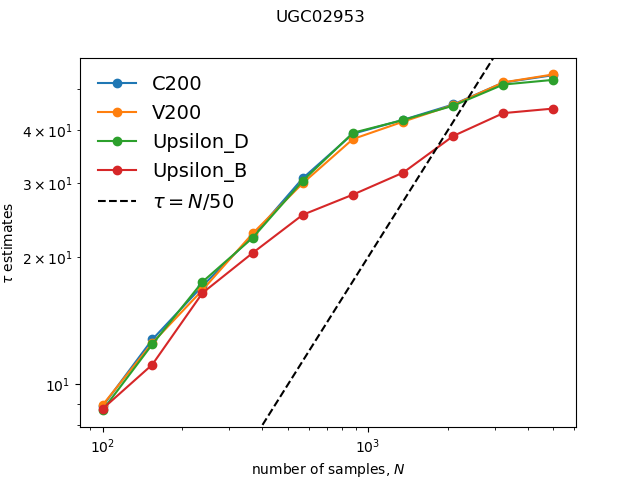 UGC02953
C200
V200
Upsilon_D
Upsilon_B
τ = N/50
4 × 10¹
3 × 10¹
2 × 10¹
10¹
τ estimates
10² 10³
number of samples, N